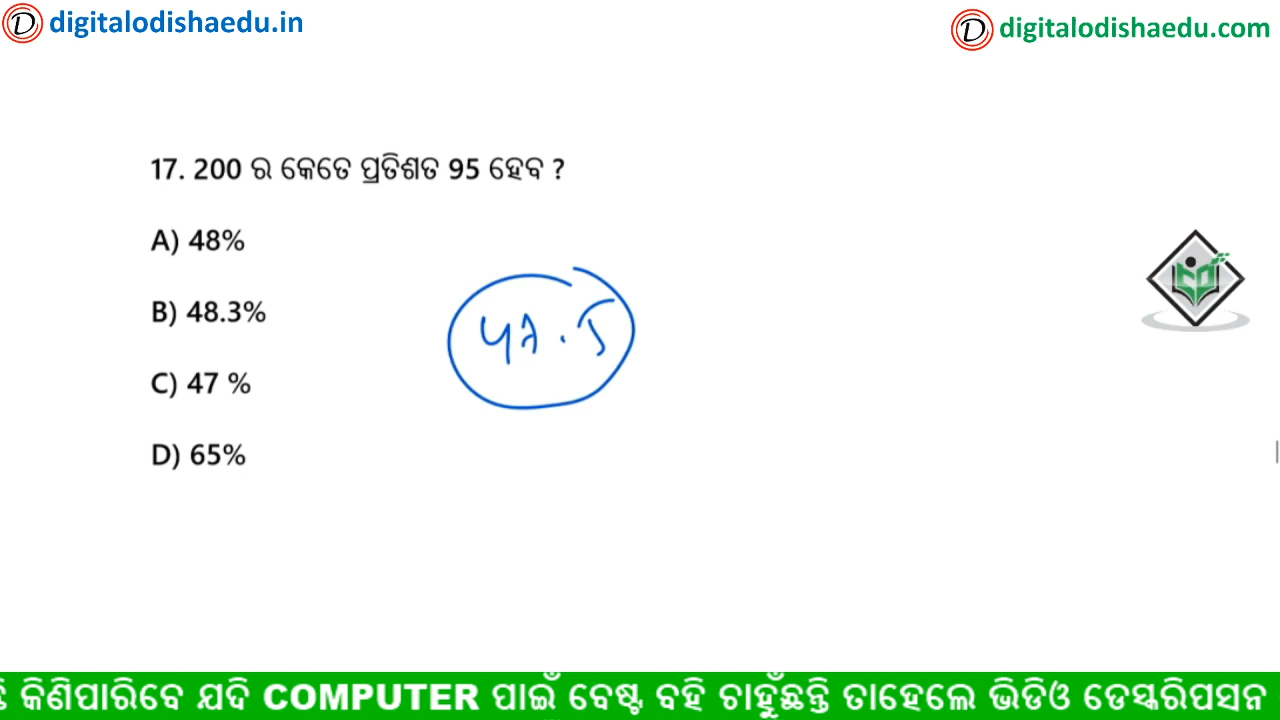 digitalodishaedu.in
digitalodishaedu.com
17. 200 ର କେତେ ପ୍ରତିଶତ 95 ହେବ ?
A) 48%
B) 48.3%
47.5
C) 47 %
D) 65%
କିଣିପାରିବେ ଯଦି COMPUTER ପାଇଁ ବେଷ୍ଟ ବହି ଚାହୁଁଛନ୍ତି ତାହେଲେ ଭିଡିଓ ଡେସ୍କରିପସନ